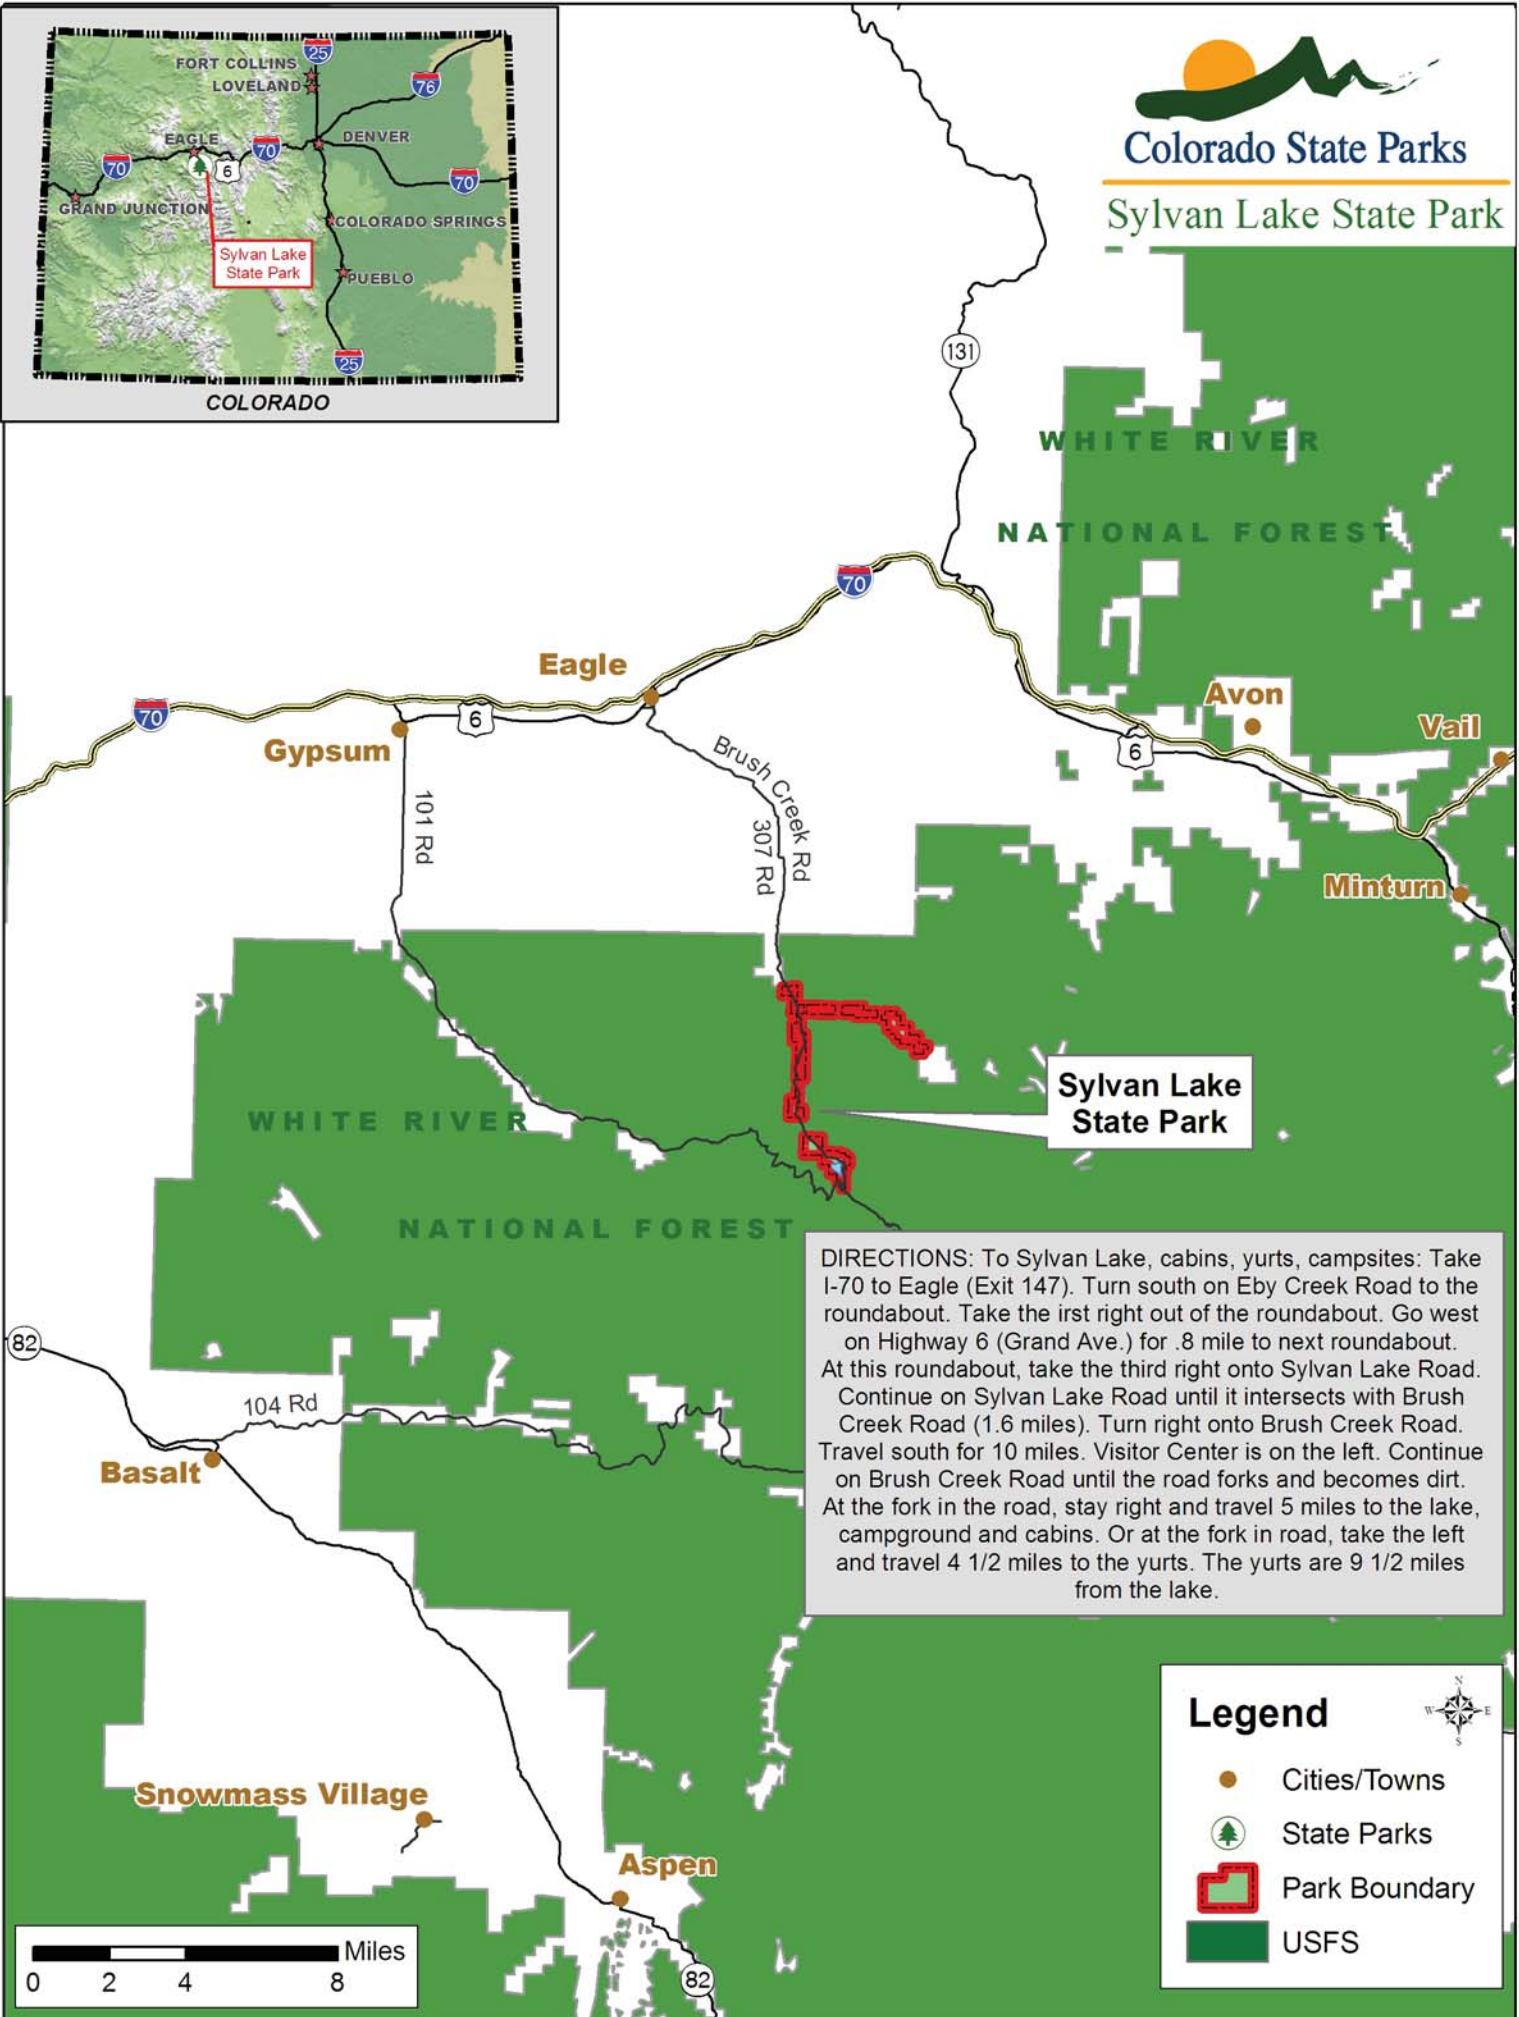 FORT COLLINS
25
LOVELAND
76
EAGLE
70
DENVER
70
6
70
GRAND JUNCTION
COLORADO SPRINGS
Sylvan Lake
State Park
PUEBLO
25
COLORADO
Colorado State Parks
Sylvan Lake State Park
131
WHITE RIVER
NATIONAL FOREST
70
Eagle
Avon
70
6
Vail
Gypsum
6
Brush Creek Rd
101 Rd
307 Rd
Minturn
Sylvan Lake
State Park
WHITE RIVER
NATIONAL FOREST
DIRECTIONS: To Sylvan Lake, cabins, yurts, campsites: Take
I-70 to Eagle (Exit 147). Turn south on Eby Creek Road to the
roundabout. Take the irst right out of the roundabout. Go west
on Highway 6 (Grand Ave.) for .8 mile to next roundabout.
At this roundabout, take the third right onto Sylvan Lake Road.
Continue on Sylvan Lake Road until it intersects with Brush
Creek Road (1.6 miles). Turn right onto Brush Creek Road.
Travel south for 10 miles. Visitor Center is on the left. Continue
on Brush Creek Road until the road forks and becomes dirt.
At the fork in the road, stay right and travel 5 miles to the lake,
campground and cabins. Or at the fork in road, take the left
and travel 4 1/2 miles to the yurts. The yurts are 9 1/2 miles
from the lake.
82
104 Rd
Basalt
Snowmass Village
Aspen
82
Legend
N
W
E
S
Cities/Towns
State Parks
Park Boundary
USFS
Miles
0 2 4 8